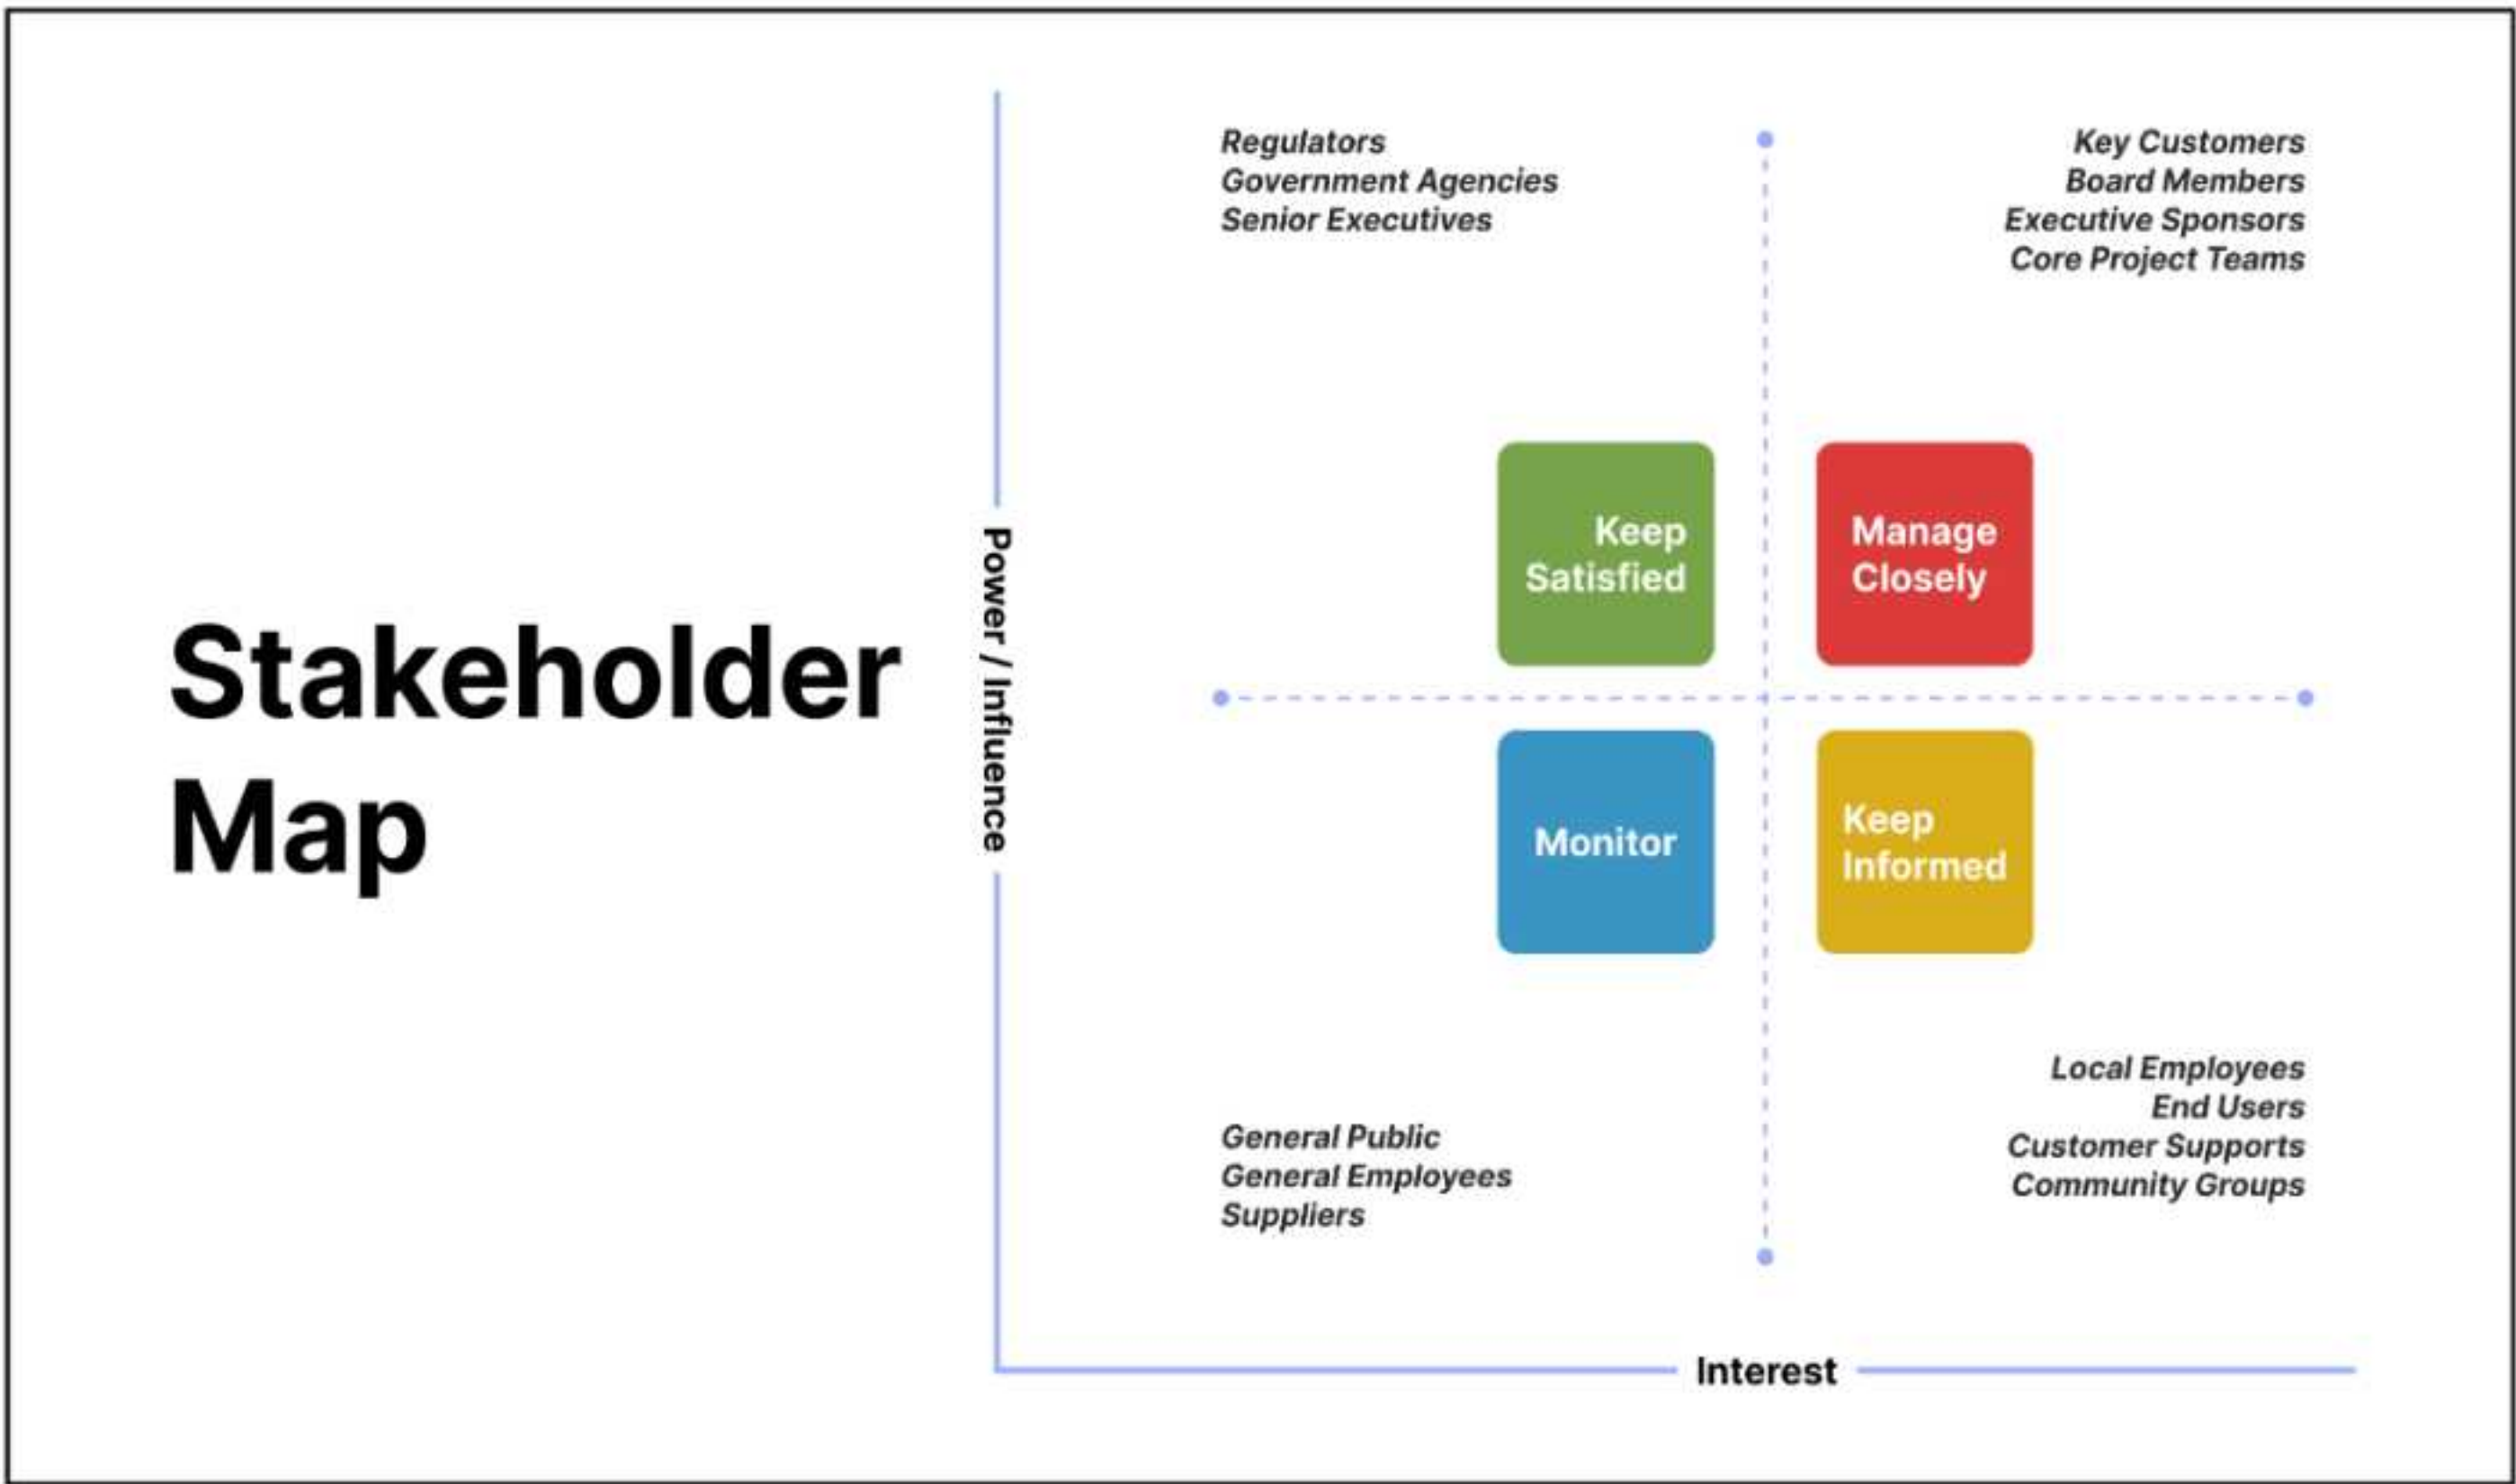 Stakeholder
Map
Power / Influence
Regulators
Government Agencies
Senior Executives
Key Customers
Board Members
Executive Sponsors
Core Project Teams
Keep
Satisfied
Manage
Closely
Monitor
Keep
Informed
General Public
General Employees
Suppliers
Local Employees
End Users
Customer Supports
Community Groups
Interest